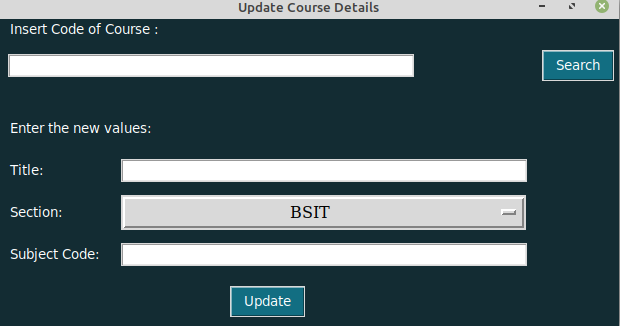 Update Course Details
Insert Code of Course :
Search
Enter the new values:
Title:
Section: BSIT
Subject Code:
Update